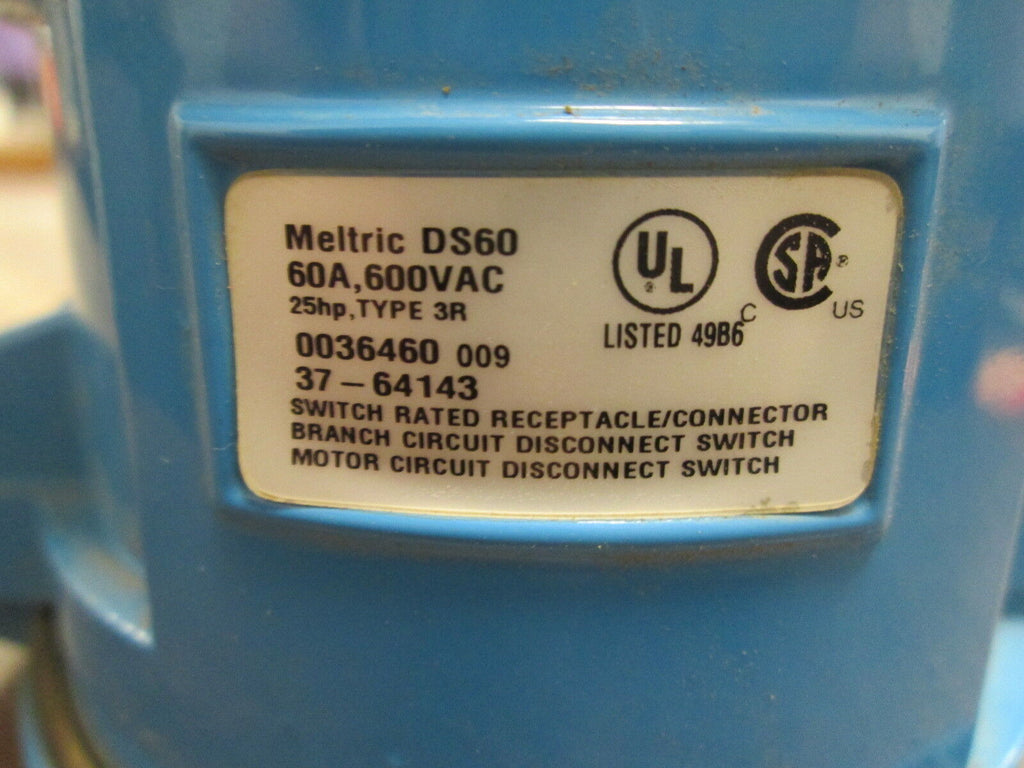 Meltric DS60
60A,600VAC
25hp,TYPE 3R
0036460 009
37-64143
SWITCH RATED RECEPTACLE/CONNECTOR
BRANCH CIRCUIT DISCONNECT SWITCH
MOTOR CIRCUIT DISCONNECT SWITCH
UL ®
LISTED 49B6
C SA ® US